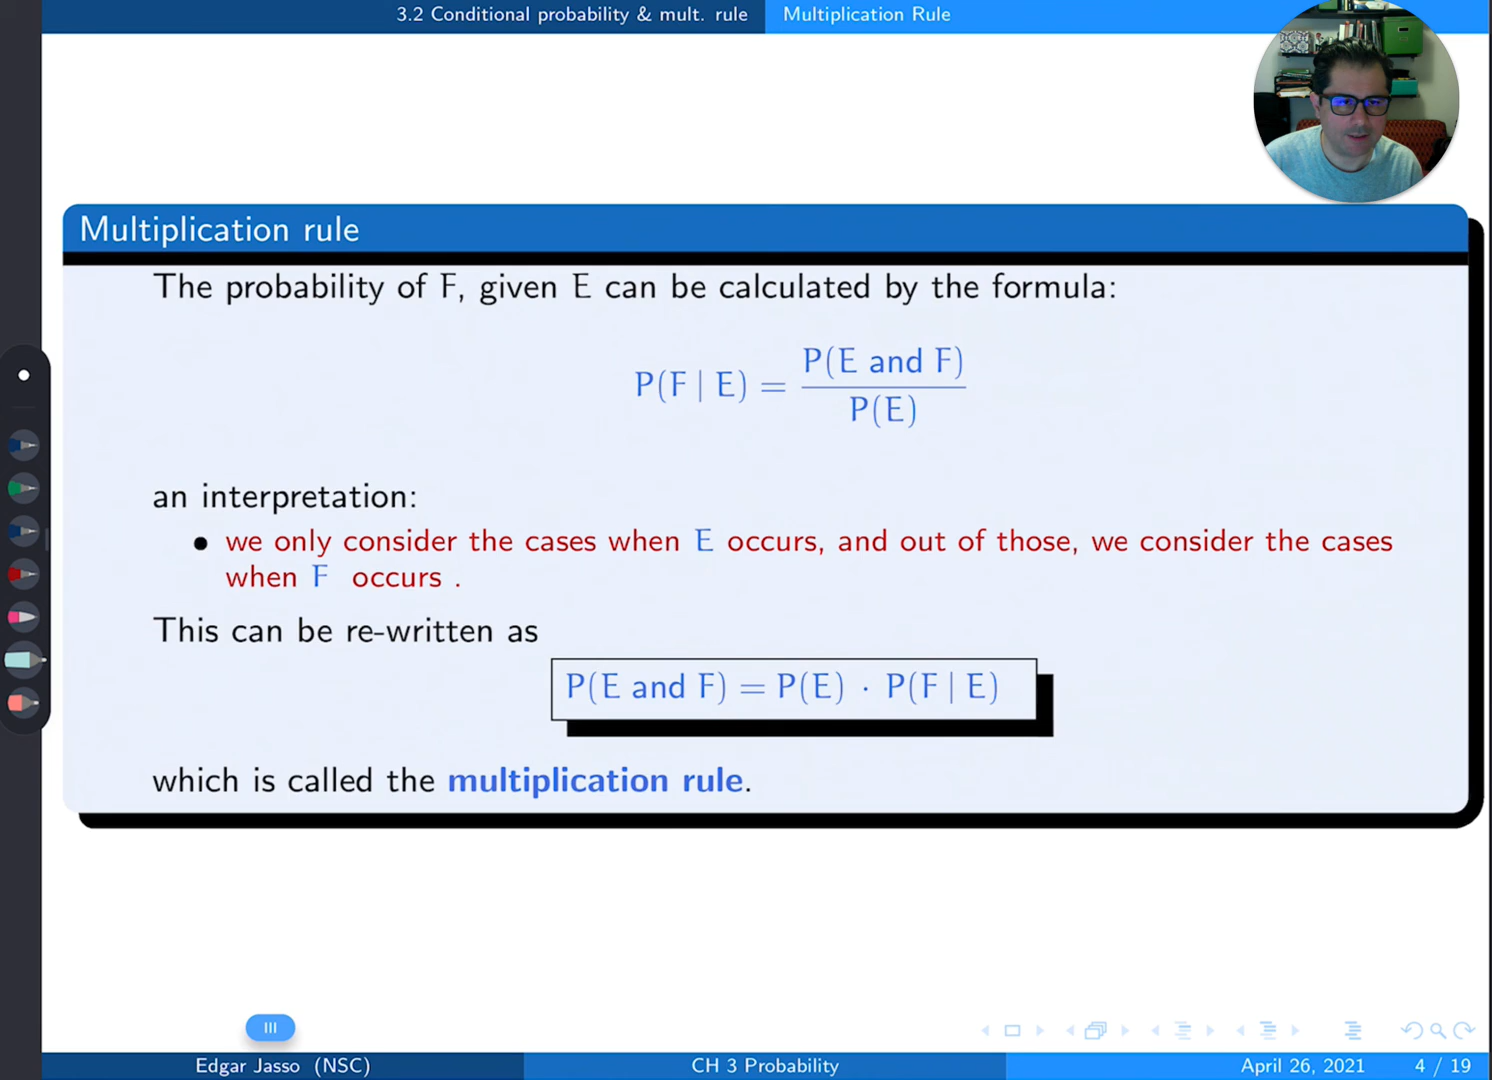 3.2 Conditional probability & mult. rule Multiplication Rule
Multiplication rule
The probability of F, given E can be calculated by the formula:
P(F | E) = P(E and F) / P(E)
an interpretation:
● we only consider the cases when E occurs, and out of those, we consider the cases
when F occurs .
This can be re-written as
P(E and F) = P(E) · P(F | E)
which is called the multiplication rule.
Edgar Jasso (NSC) CH 3 Probability April 26, 2021 4 / 19